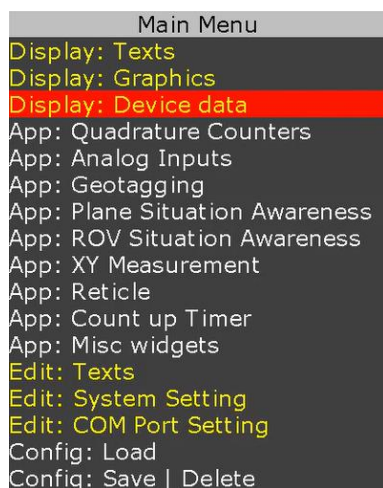 Main Menu
Display: Texts
Display: Graphics
Display: Device data
App: Quadrature Counters
App: Analog Inputs
App: Geotagging
App: Plane Situation Awareness
App: ROV Situation Awareness
App: XY Measurement
App: Reticle
App: Count up Timer
App: Misc widgets
Edit: Texts
Edit: System Setting
Edit: COM Port Setting
Config: Load
Config: Save | Delete